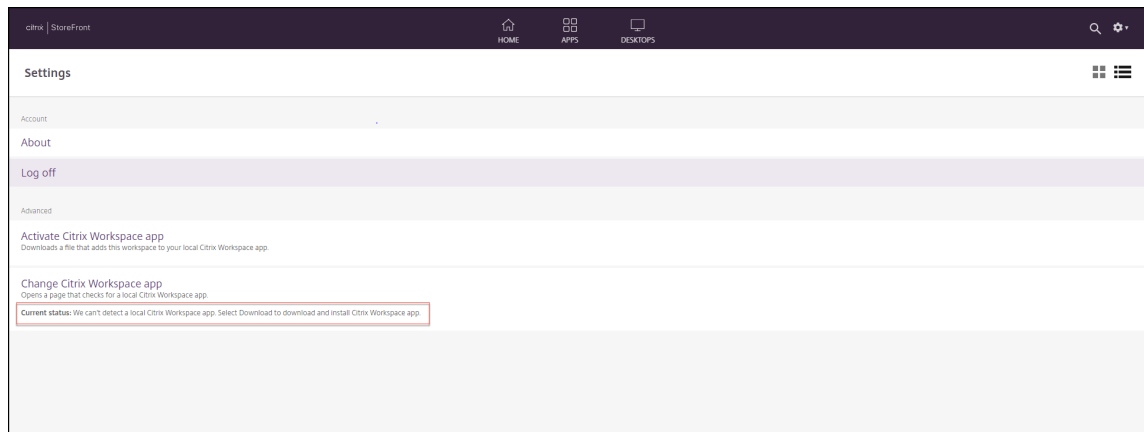 citrix | StoreFront
HOME
APPS
DESKTOPS
Settings
Account
About
Log off
Advanced
Activate Citrix Workspace app
Downloads a file that adds this workspace to your local Citrix Workspace app.
Change Citrix Workspace app
Opens a page that checks for a local Citrix Workspace app.
Current status: We can't detect a local Citrix Workspace app. Select Download to download and install Citrix Workspace app.